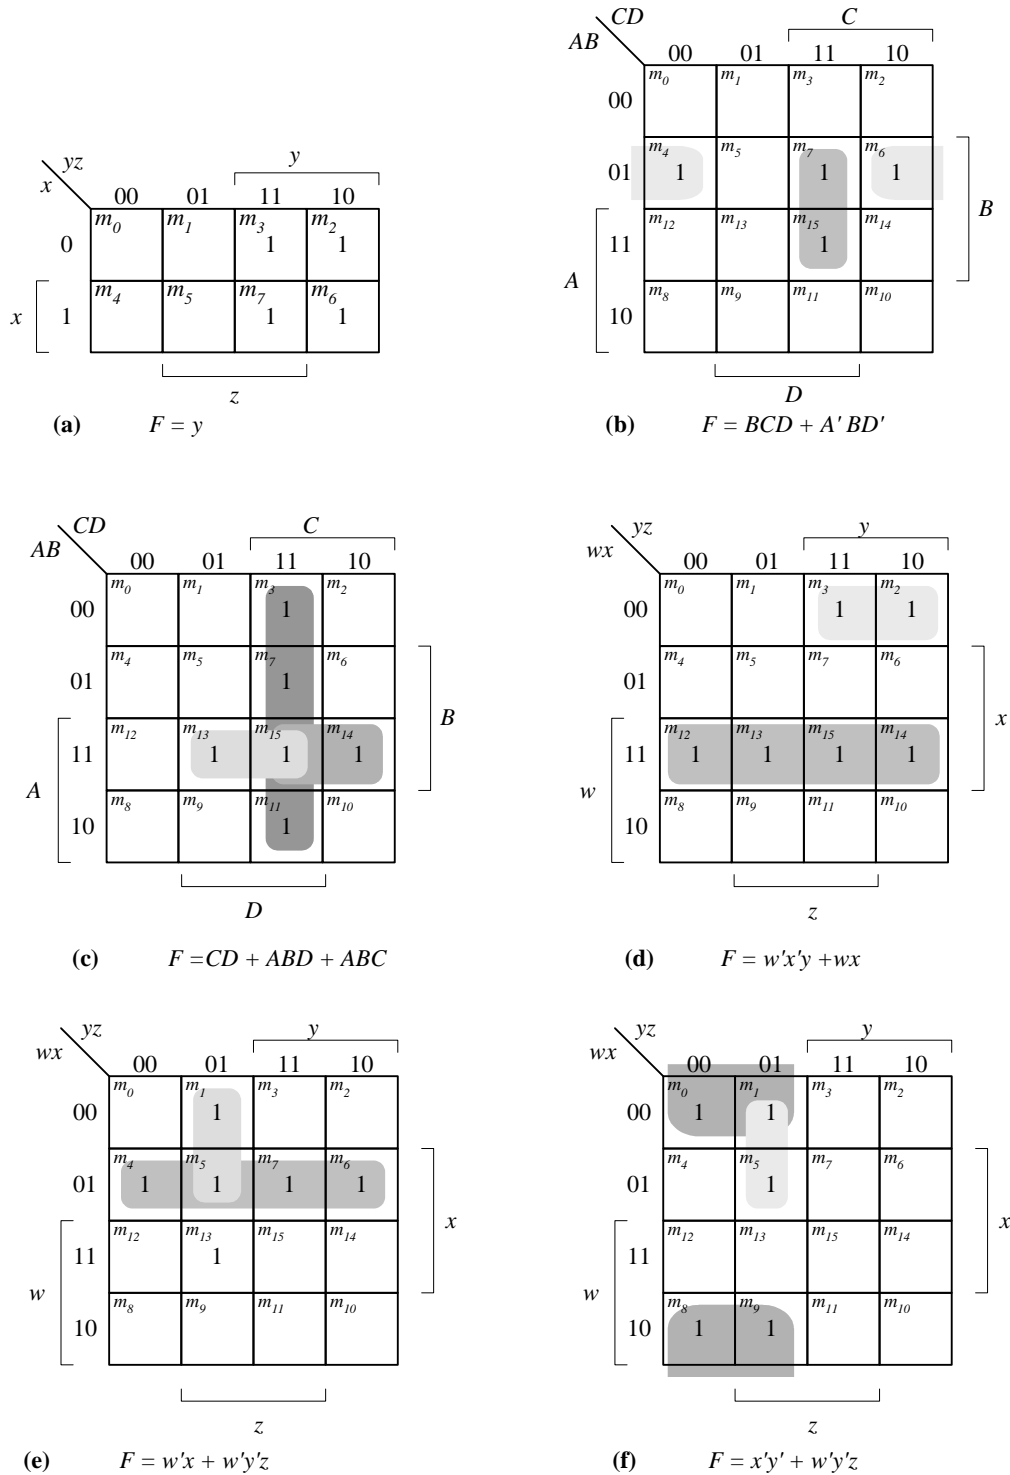 yz
x
y
00 01 11 10
0 m0 m1 m3 1 m2 1
x 1 m4 m5 m7 1 m6 1
z
(a) F = y
CD
AB
C
00 01 11 10
00 m0 m1 m3 m2
01 m4 1 m5 m7 1 m6 1
B
11 m12 m13 m15 1 m14
A
10 m8 m9 m11 m10
D
(b) F = BCD + A' BD'
CD
AB
C
00 01 11 10
00 m0 m1 m3 1 m2
01 m4 m5 m7 1 m6
B
11 m12 m13 1 m15 1 m14 1
A
10 m8 m9 m11 1 m10
D
(c) F =CD + ABD + ABC
yz
wx
y
00 01 11 10
00 m0 m1 m3 1 m2 1
01 m4 m5 m7 m6
x
11 m12 1 m13 1 m15 1 m14 1
w
10 m8 m9 m11 m10
z
(d) F = w'x'y +wx
yz
wx
y
00 01 11 10
00 m0 m1 1 m3 m2
01 m4 1 m5 1 m7 1 m6 1
x
11 m12 m13 1 m15 m14
w
10 m8 m9 m11 m10
z
(e) F = w'x + w'y'z
yz
wx
y
00 01 11 10
00 m0 1 m1 1 m3 m2
01 m4 m5 1 m7 m6
x
11 m12 m13 m15 m14
w
10 m8 1 m9 1 m11 m10
z
(f) F = x'y' + w'y'z